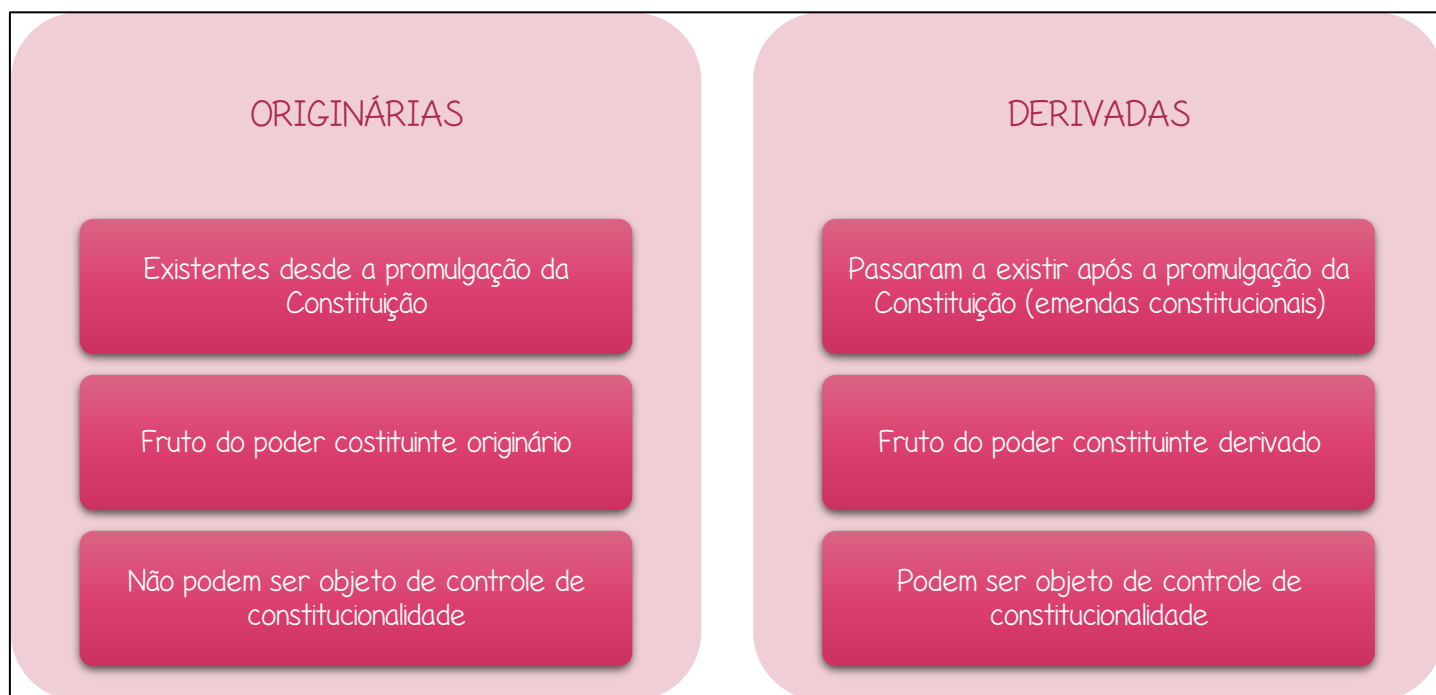 ORIGINÁRIAS
Existentes desde a promulgação da
Constituição
Fruto do poder costituinte originário
Não podem ser objeto de controle de
constitucionalidade
DERIVADAS
Passaram a existir após a promulgação da
Constituição (emendas constitucionais)
Fruto do poder constituinte derivado
Podem ser objeto de controle de
constitucionalidade